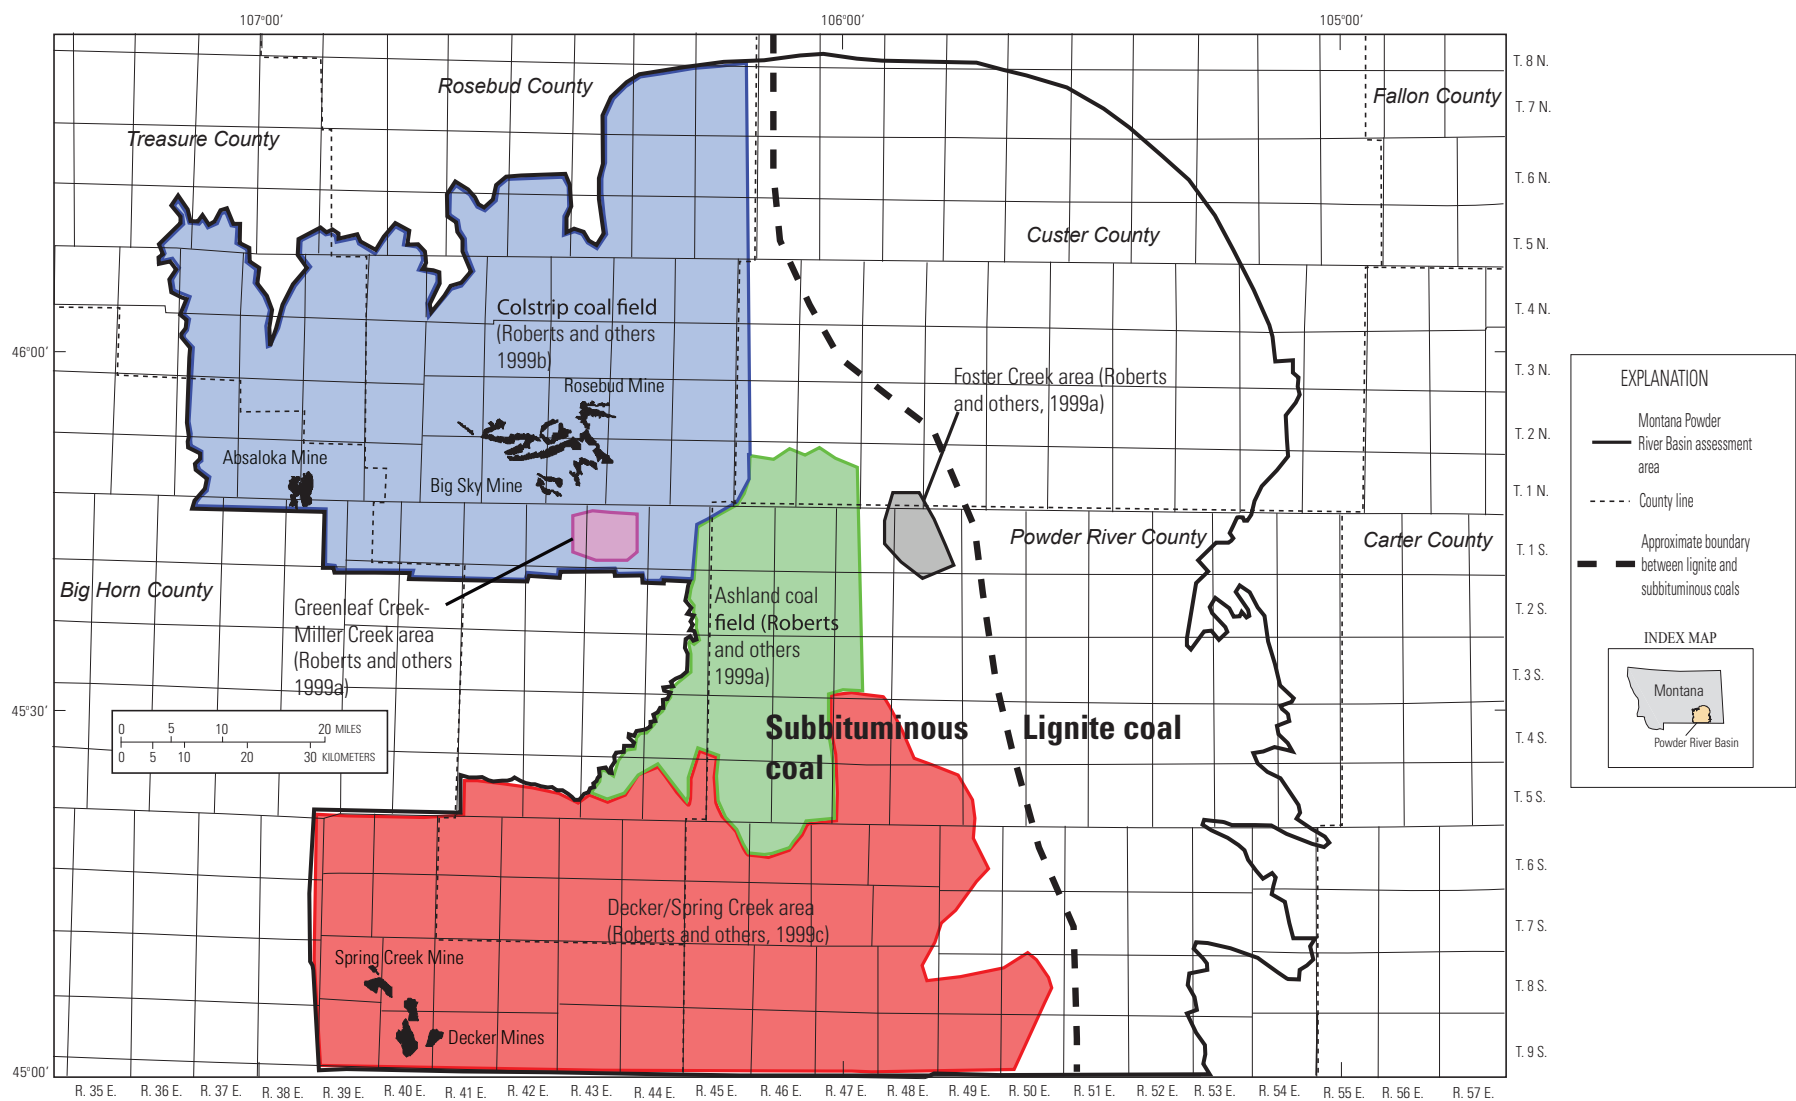 107°00′
106°00′
105°00′
Rosebud County
Treasure County
Fallon County
Custer County
T. 8 N.
T. 7 N.
T. 6 N.
T. 5 N.
T. 4 N.
T. 3 N.
T. 2 N.
T. 1 N.
T. 1 S.
T. 2 S.
T. 3 S.
T. 4 S.
T. 5 S.
T. 6 S.
T. 7 S.
T. 8 S.
T. 9 S.
46°00′
45°30′
45°00′
Colstrip coal field
(Roberts and others
1999b)
Rosebud Mine
Absaloka Mine
Big Sky Mine
Foster Creek area (Roberts
and others, 1999a)
Powder River County
Carter County
Big Horn County
Greenleaf Creek-
Miller Creek area
(Roberts and others
1999a)
Ashland coal
field (Roberts
and others
1999a)
Subbituminous
coal
Lignite coal
0 5 10 20 MILES
0 5 10 20 30 KILOMETERS
Decker/Spring Creek area
(Roberts and others, 1999c)
Spring Creek Mine
Decker Mines
R. 35 E. R. 36 E. R. 37 E. R. 38 E. R. 39 E. R. 40 E. R. 41 E. R. 42 E. R. 43 E. R. 44 E. R. 45 E. R. 46 E. R. 47 E. R. 48 E. R. 49 E. R. 50 E. R. 51 E. R. 52 E. R. 53 E. R. 54 E. R. 55 E. R. 56 E. R. 57 E.
EXPLANATION
Montana Powder
River Basin assessment
area
County line
Approximate boundary
between lignite and
subbituminous coals
INDEX MAP
Montana
Powder River Basin